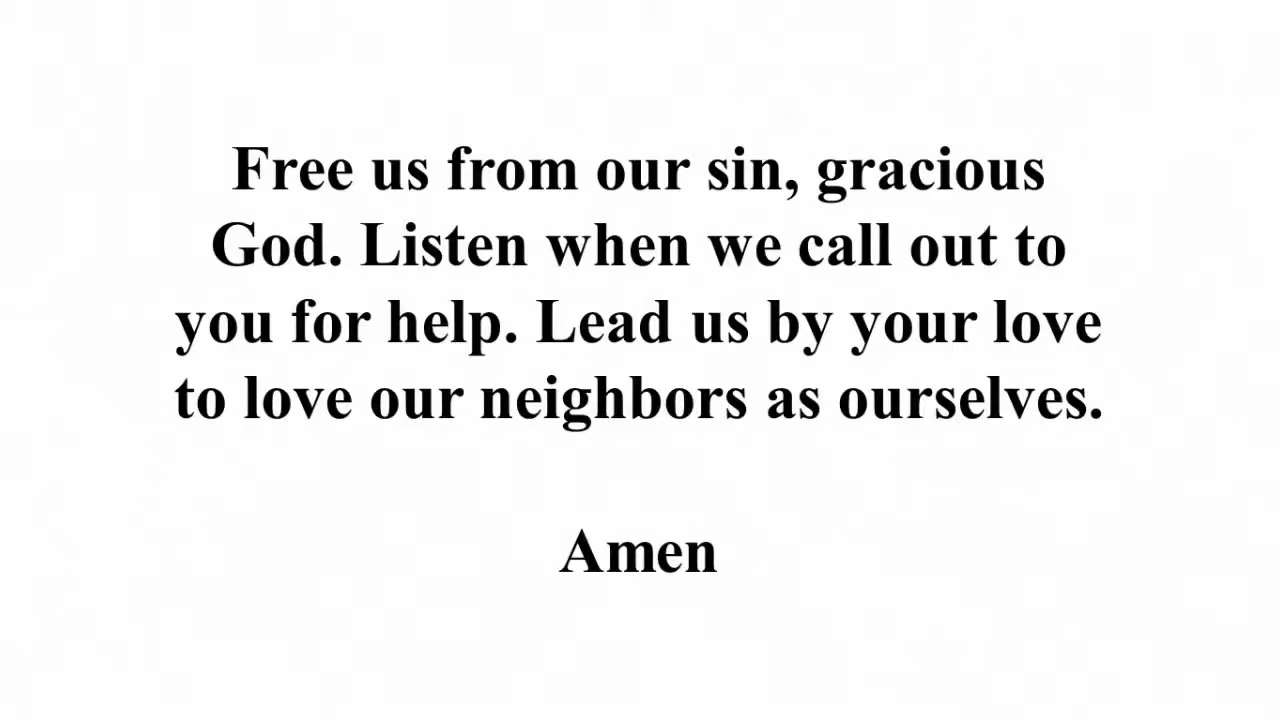 Free us from our sin, gracious
God. Listen when we call out to
you for help. Lead us by your love
to love our neighbors as ourselves.
Amen